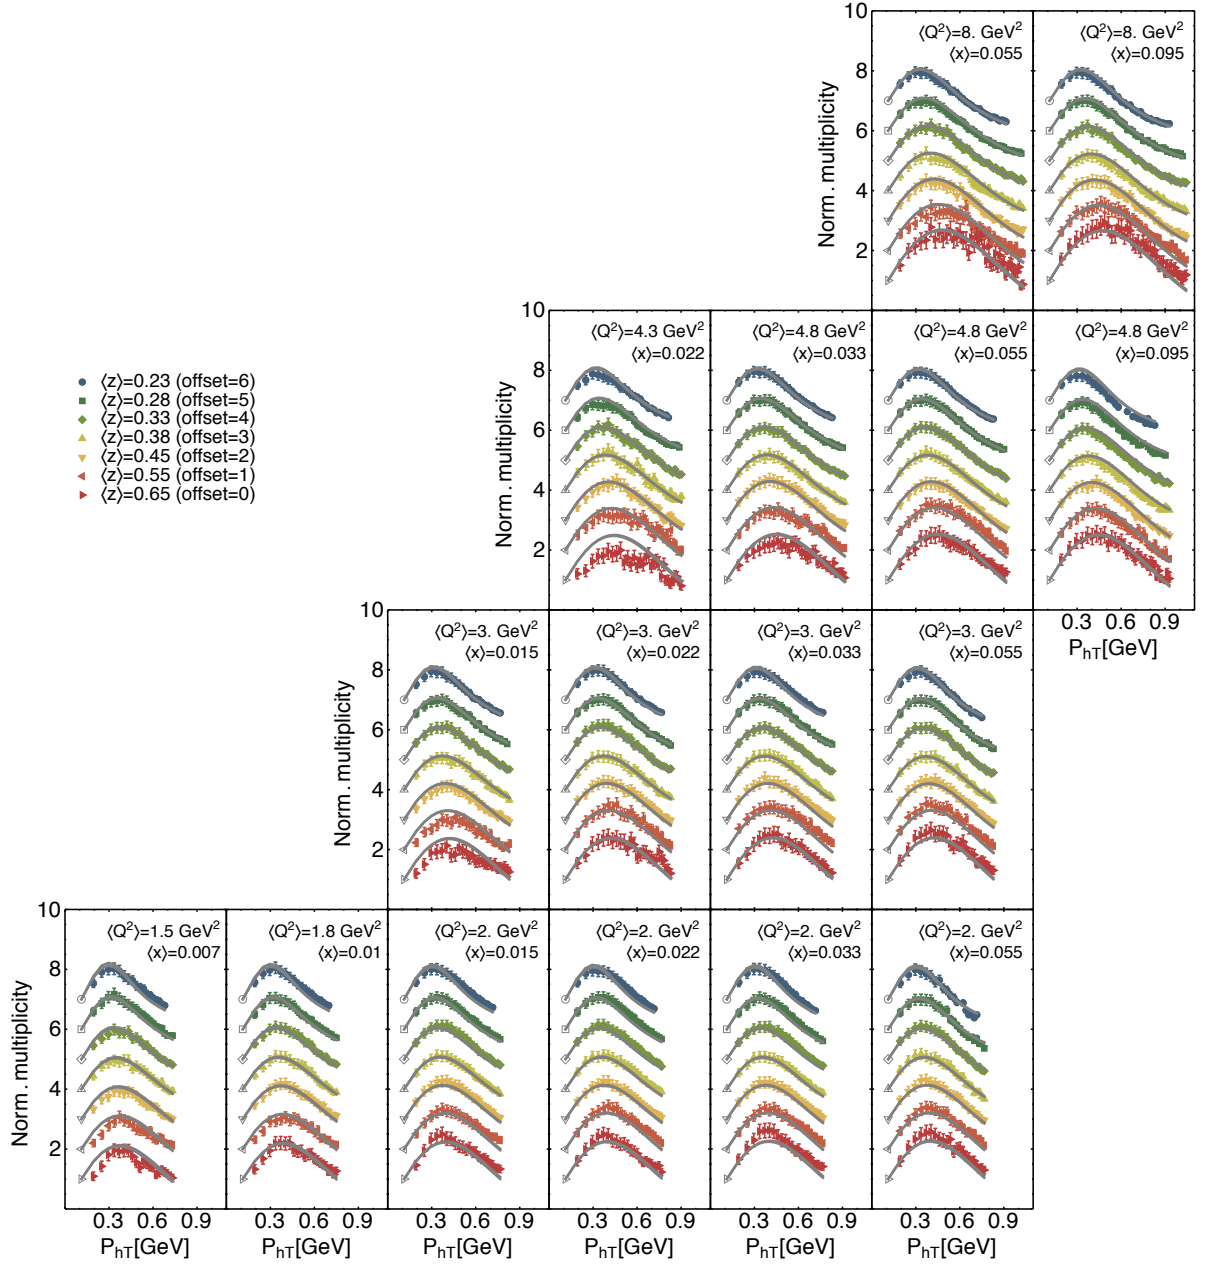 10
8
6
4
2
Norm. multiplicity
⟨Q²⟩=8. GeV²
⟨x⟩=0.055
⟨Q²⟩=8. GeV²
⟨x⟩=0.095
10
8
6
4
2
Norm. multiplicity
⟨Q²⟩=4.3 GeV²
⟨x⟩=0.022
⟨Q²⟩=4.8 GeV²
⟨x⟩=0.033
⟨Q²⟩=4.8 GeV²
⟨x⟩=0.055
⟨Q²⟩=4.8 GeV²
⟨x⟩=0.095
0.3 0.6 0.9
P_hT[GeV]
⟨z⟩=0.23 (offset=6)
⟨z⟩=0.28 (offset=5)
⟨z⟩=0.33 (offset=4)
⟨z⟩=0.38 (offset=3)
⟨z⟩=0.45 (offset=2)
⟨z⟩=0.55 (offset=1)
⟨z⟩=0.65 (offset=0)
10
8
6
4
2
Norm. multiplicity
⟨Q²⟩=3. GeV²
⟨x⟩=0.015
⟨Q²⟩=3. GeV²
⟨x⟩=0.022
⟨Q²⟩=3. GeV²
⟨x⟩=0.033
⟨Q²⟩=3. GeV²
⟨x⟩=0.055
10
8
6
4
2
Norm. multiplicity
⟨Q²⟩=1.5 GeV²
⟨x⟩=0.007
⟨Q²⟩=1.8 GeV²
⟨x⟩=0.01
⟨Q²⟩=2. GeV²
⟨x⟩=0.015
⟨Q²⟩=2. GeV²
⟨x⟩=0.022
⟨Q²⟩=2. GeV²
⟨x⟩=0.033
⟨Q²⟩=2. GeV²
⟨x⟩=0.055
0.3 0.6 0.9
0.3 0.6 0.9
0.3 0.6 0.9
0.3 0.6 0.9
0.3 0.6 0.9
0.3 0.6 0.9
P_hT[GeV]
P_hT[GeV]
P_hT[GeV]
P_hT[GeV]
P_hT[GeV]
P_hT[GeV]